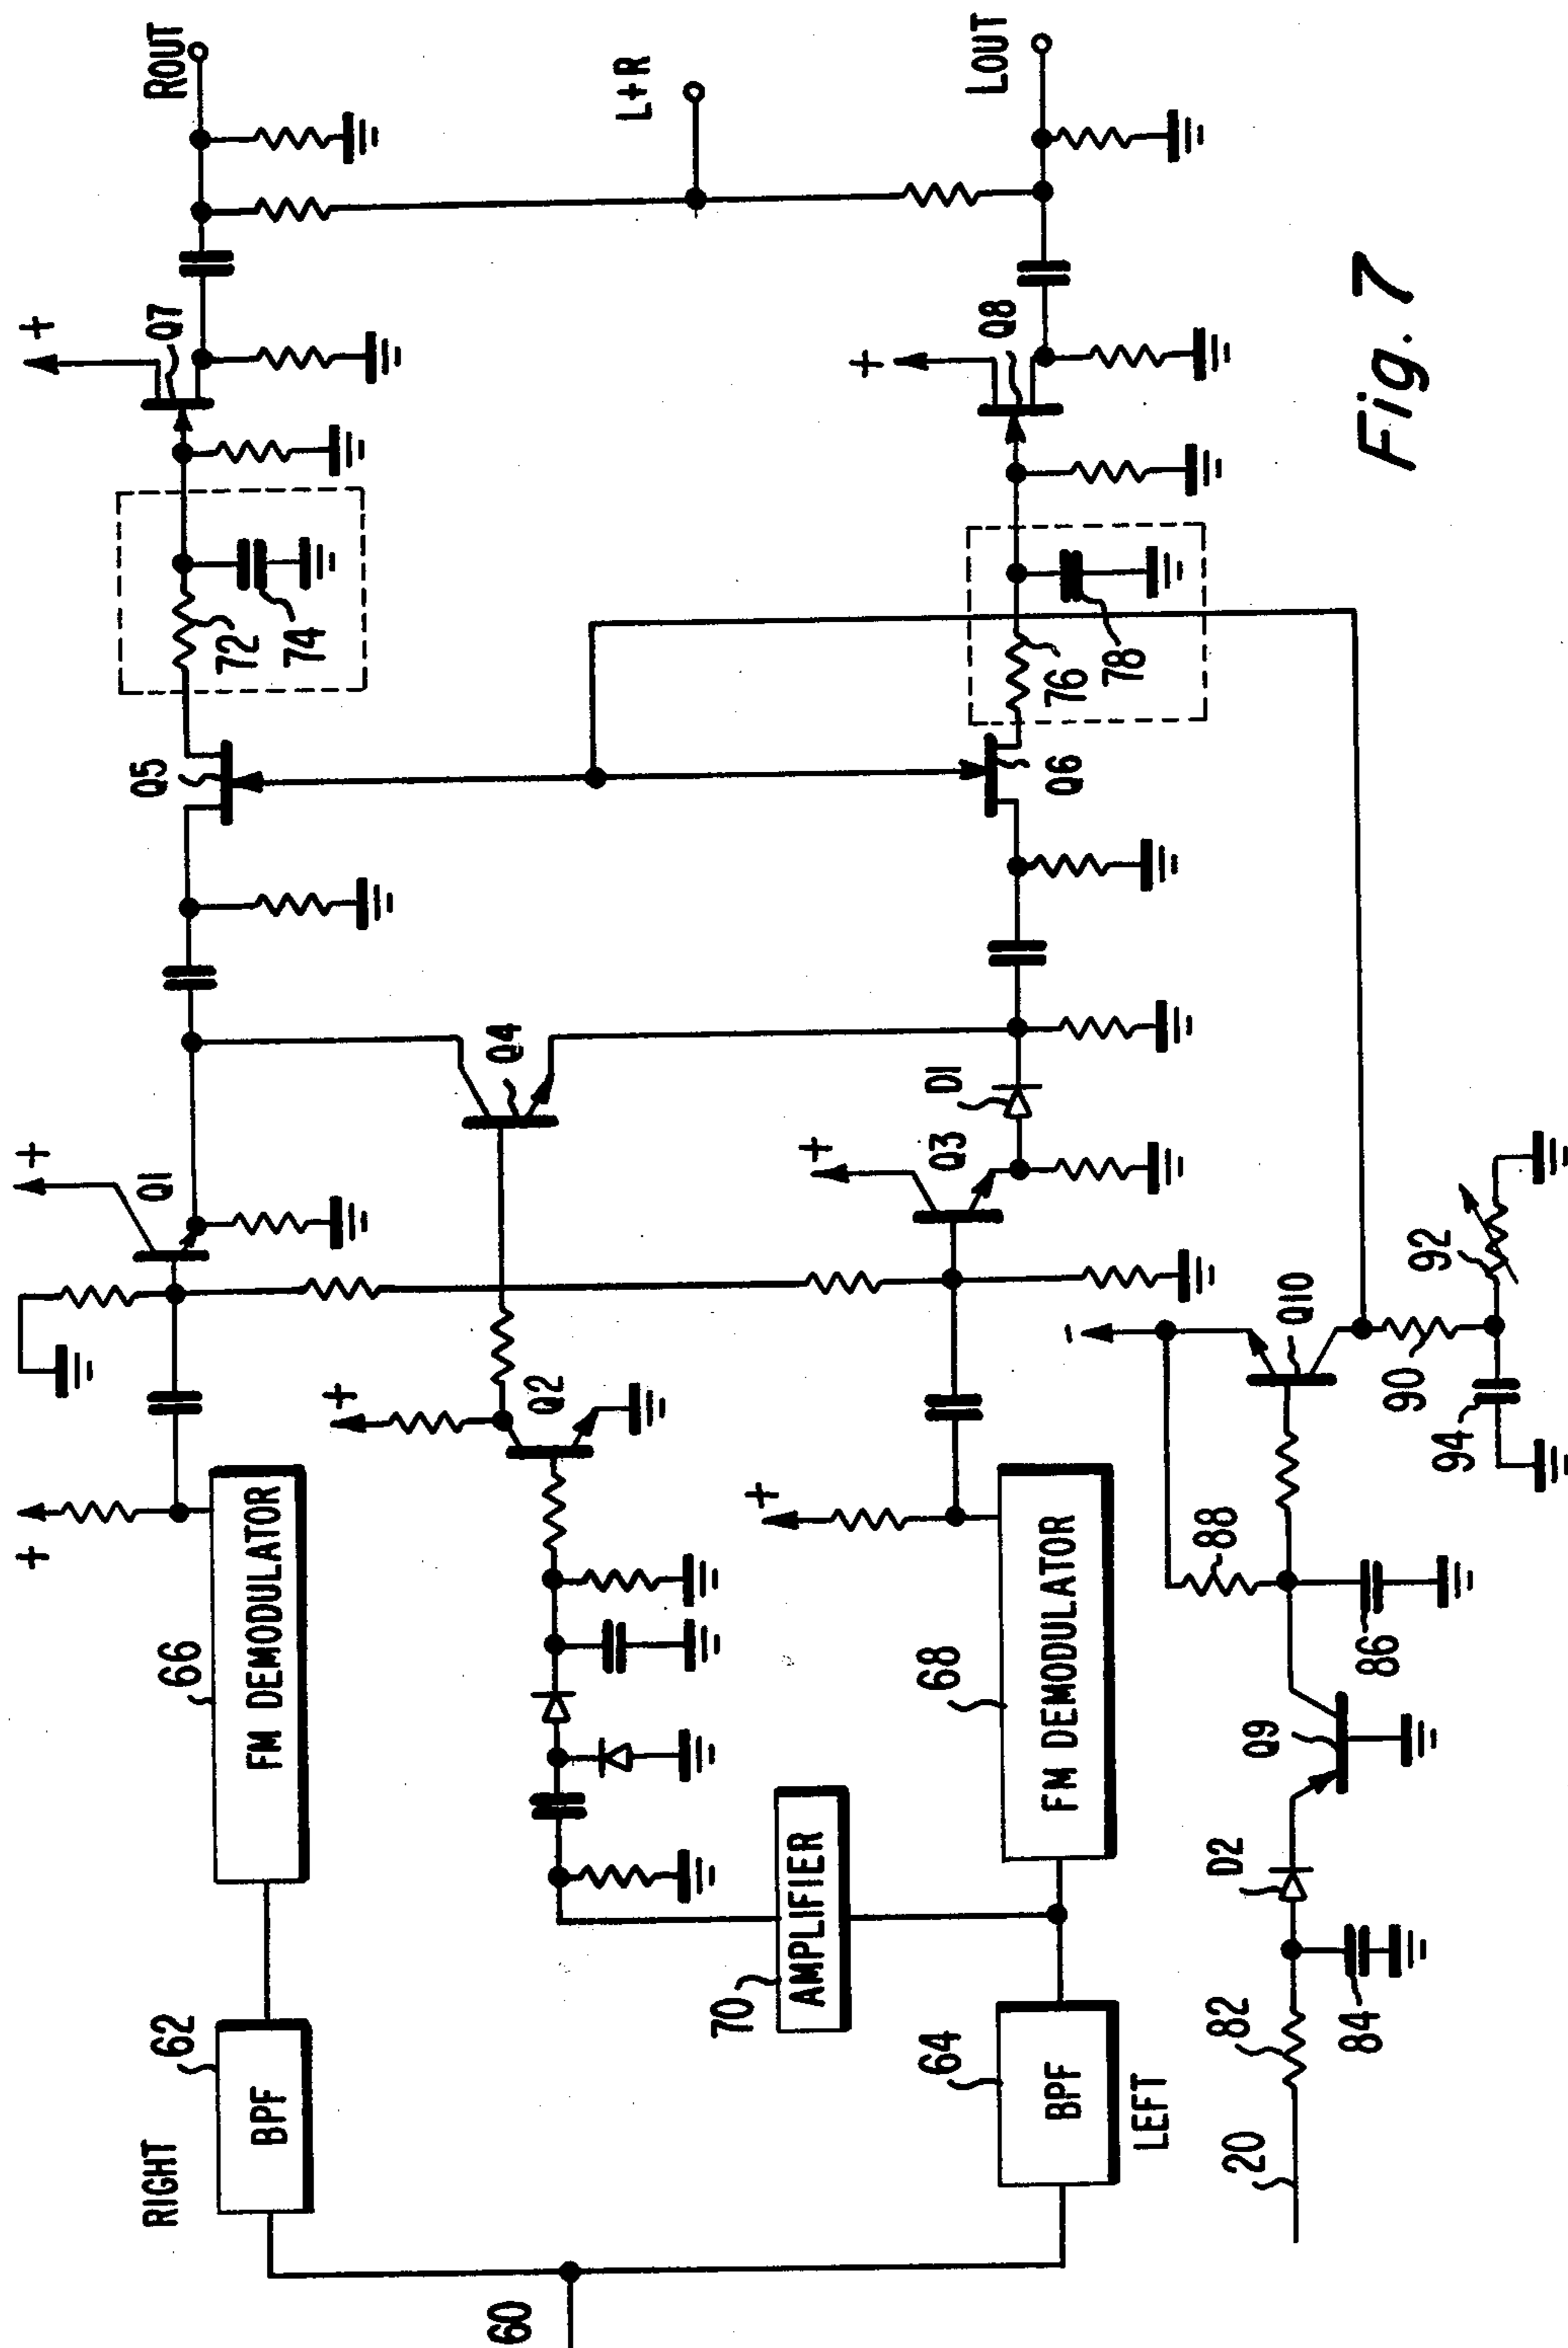 ROUT
L+R
LOUT
Fig. 7
+
Q7
+
Q8
72
74
76
78
Q5
Q6
Q4
D1
+
Q1
+
Q3
92
Q10
-
90
94
+
Q2
+
+
88
66
FM DEMODULATOR
68
FM DEMODULATOR
86
Q9
D2
70
AMPLIFIER
84
82
62
BPF
RIGHT
64
BPF
LEFT
20
60